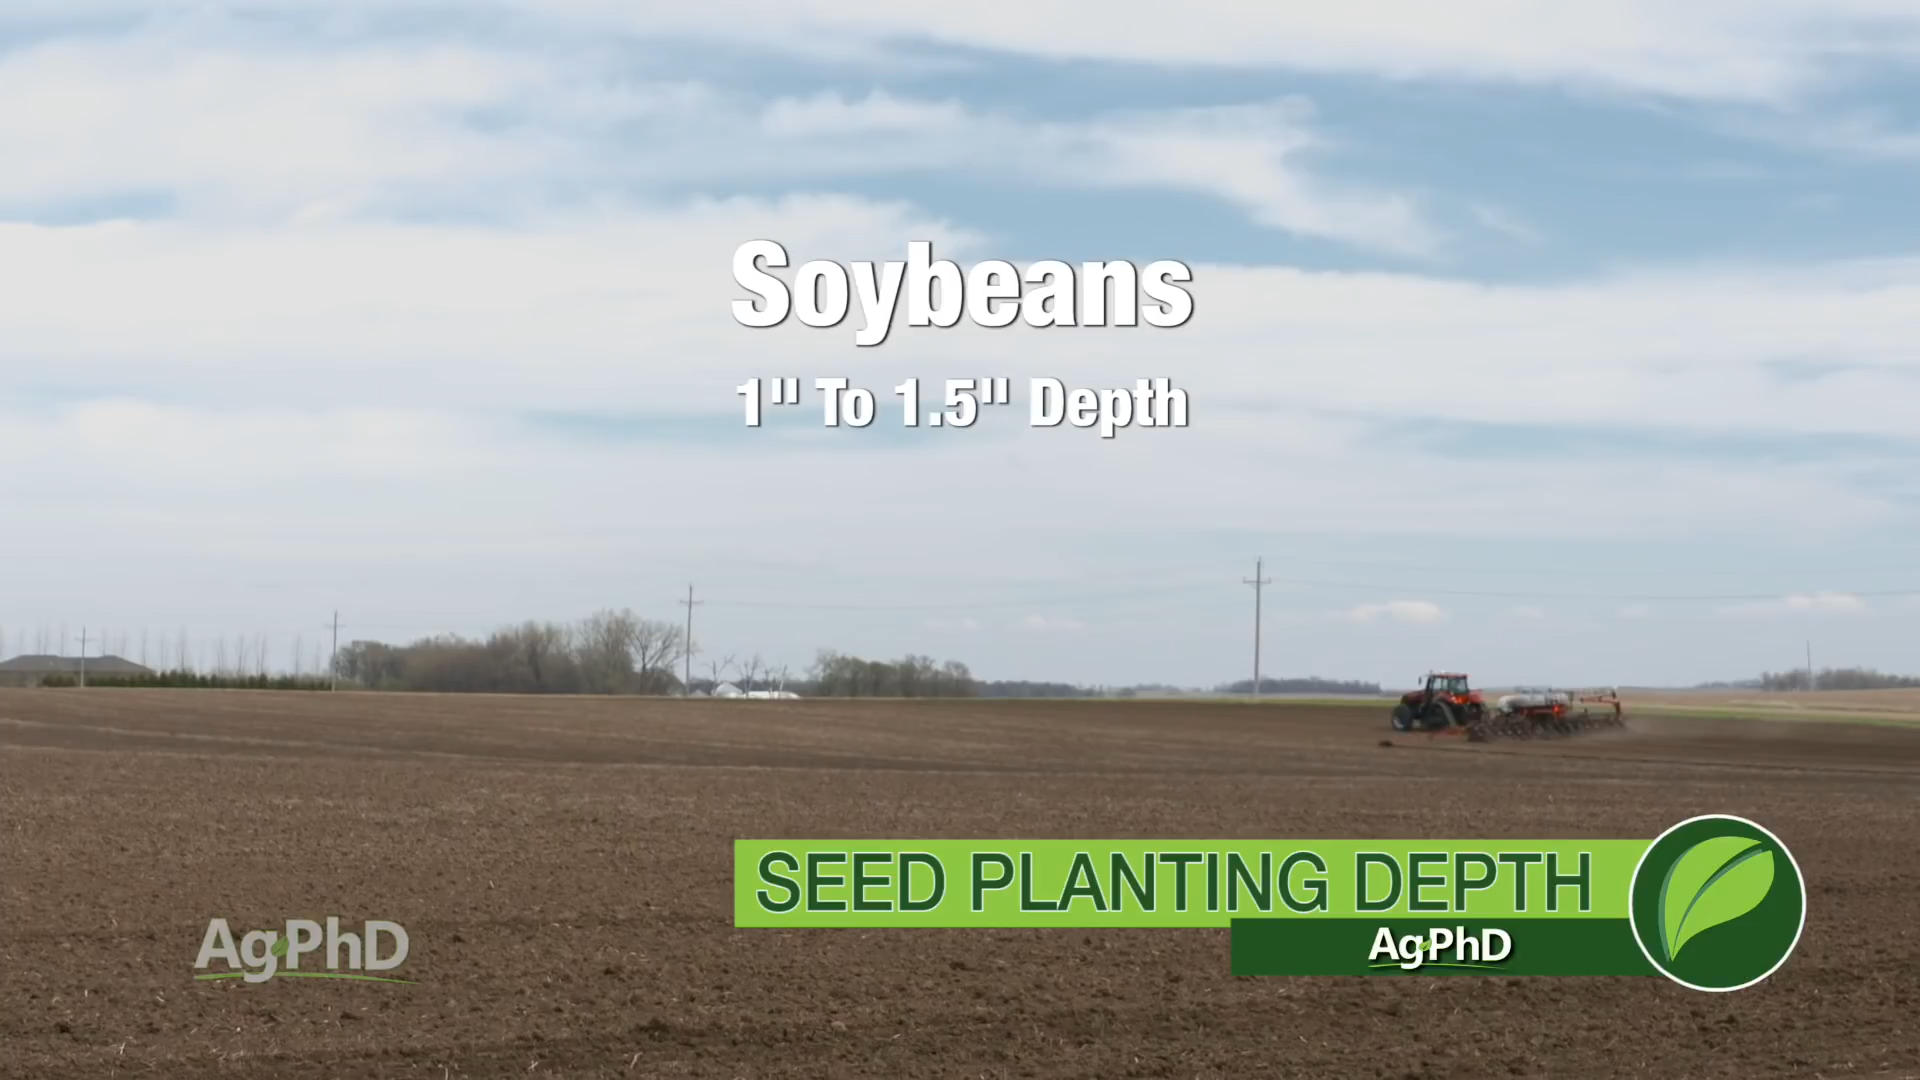 Soybeans
1" To 1.5" Depth
SEED PLANTING DEPTH
AgPhD
AgPhD